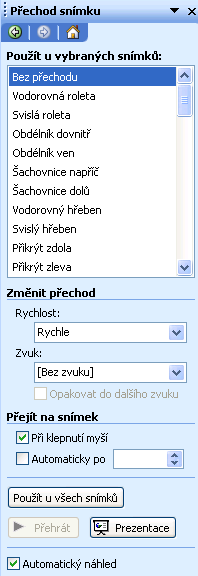 Přechod snímku
Použít u vybraných snímků:
Bez přechodu
Vodorovná roleta
Svislá roleta
Obdélník dovnitř
Obdélník ven
Šachovnice napříč
Šachovnice dolů
Vodorovný hřeben
Svislý hřeben
Přikrýt zdola
Přikrýt zleva
Změnit přechod
Rychlost:
Rychle
Zvuk:
[Bez zvuku]
Opakovat do dalšího zvuku
Přejít na snímek
Při klepnutí myší
Automaticky po
Použít u všech snímků
Přehrát Prezentace
Automatický náhled